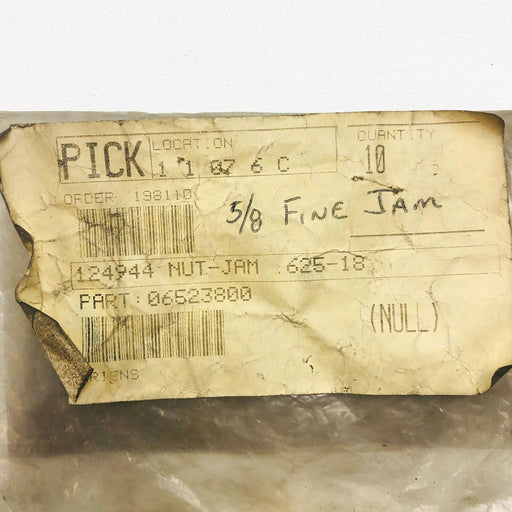 PICK LOCATION QUANTITY
1 1 07 6 C 10
ORDER: 198110
5/8 FINE JAM
124944 NUT-JAM .625-18
PART: 06523800
(NULL)